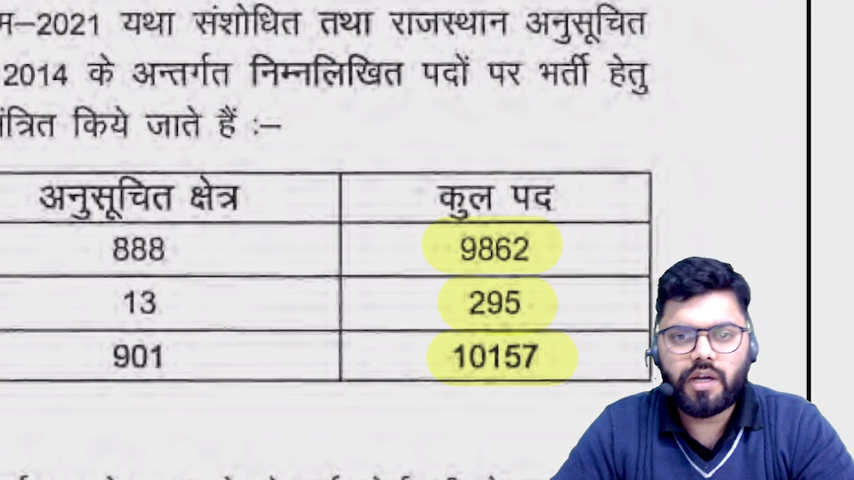 म–2021 यथा संशोधित तथा राजस्थान अनुसूचित
2014 के अन्तर्गत निम्नलिखित पदों पर भर्ती हेतु
मंत्रित किये जाते हैं :–
अनुसूचित क्षेत्र कुल पद
888 9862
13 295
901 10157